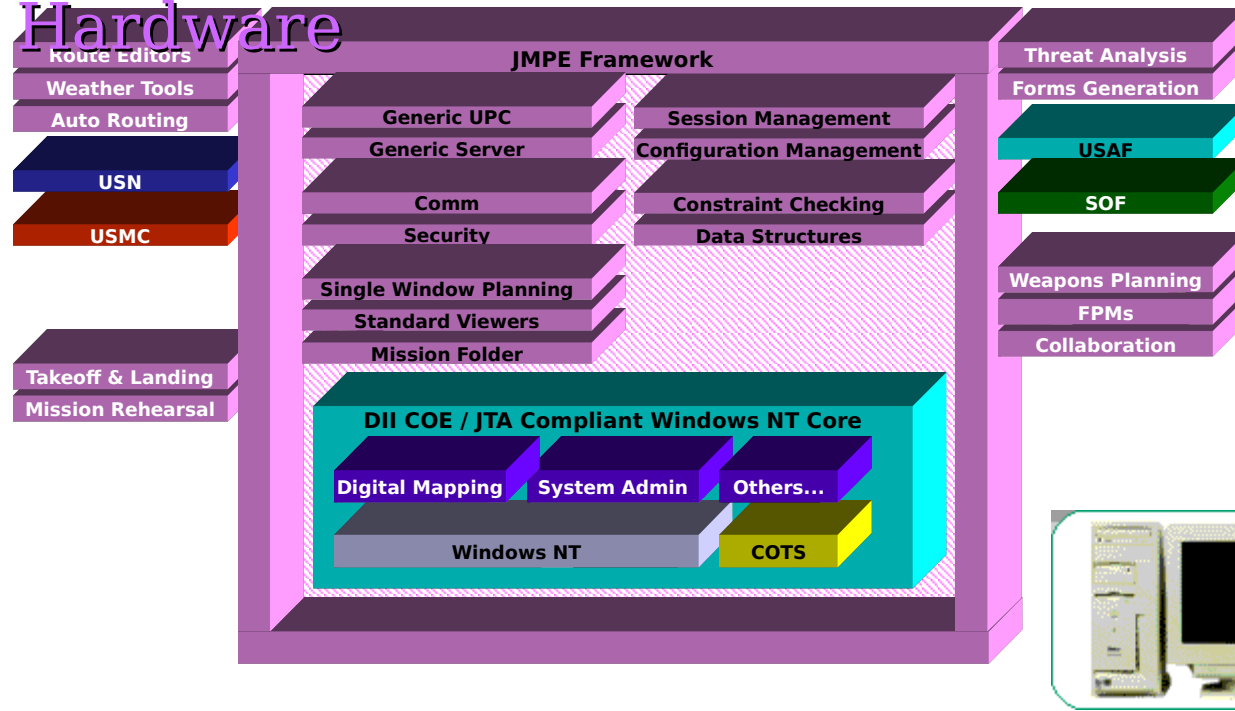 Hardware
Route Editors
Weather Tools
Auto Routing
USN
USMC
Takeoff & Landing
Mission Rehearsal
JMPE Framework
Generic UPC
Generic Server
Comm
Security
Single Window Planning
Standard Viewers
Mission Folder
Session Management
Configuration Management
Constraint Checking
Data Structures
DII COE / JTA Compliant Windows NT Core
Digital Mapping
System Admin
Others...
Windows NT
COTS
Threat Analysis
Forms Generation
USAF
SOF
Weapons Planning
FPMs
Collaboration